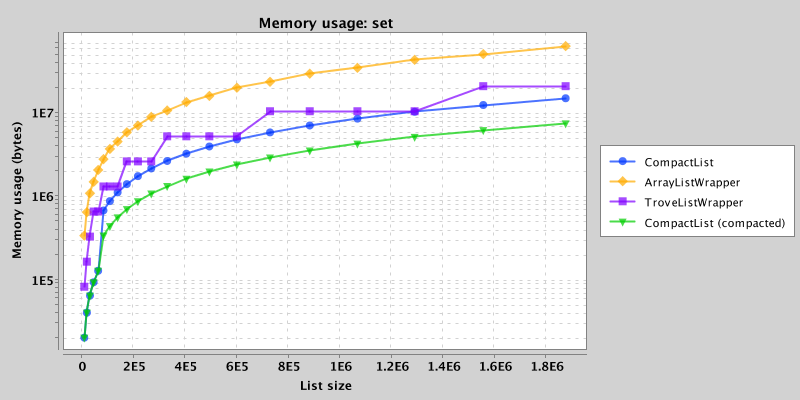 Memory usage: set
Memory usage (bytes)
1E7
1E6
1E5
0
2E5
4E5
6E5
8E5
1E6
1.2E6
1.4E6
1.6E6
1.8E6
List size
CompactList
ArrayListWrapper
TroveListWrapper
CompactList (compacted)